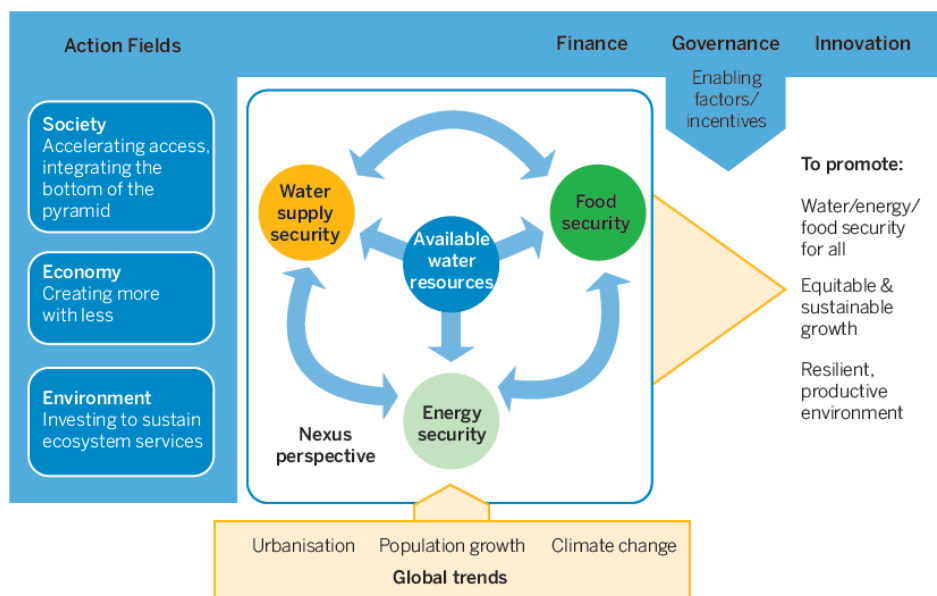 Action Fields
Finance
Governance
Innovation
Enabling
factors/
incentives
Society
Accelerating access,
integrating the
bottom of the
pyramid
Economy
Creating more
with less
Environment
Investing to sustain
ecosystem services
Water
supply
security
Food
security
Available
water
resources
Energy
security
Nexus
perspective
To promote:
Water/energy/
food security
for all
Equitable &
sustainable
growth
Resilient,
productive
environment
Urbanisation
Population growth
Climate change
Global trends